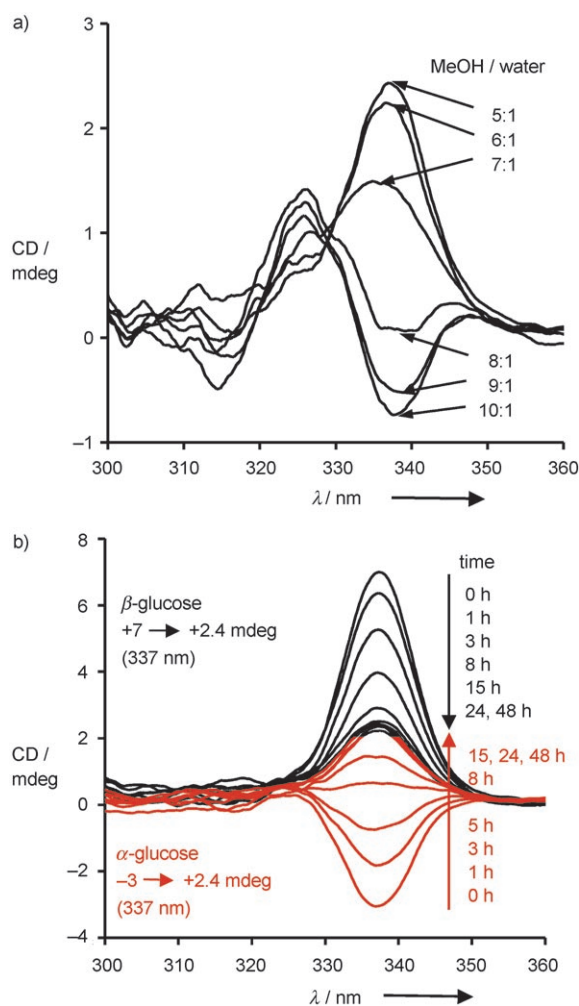 a)
3
2
1
0
–1
CD /
mdeg
MeOH / water
5:1
6:1
7:1
8:1
9:1
10:1
300 310 320 330 340 350 360
λ / nm
b)
8
6
4
2
0
–2
–4
CD /
mdeg
β-glucose
+7 → +2.4 mdeg
(337 nm)
time
0 h
1 h
3 h
8 h
15 h
24, 48 h
15, 24, 48 h
8 h
5 h
3 h
1 h
0 h
α-glucose
–3 → +2.4 mdeg
(337 nm)
300 310 320 330 340 350 360
λ / nm